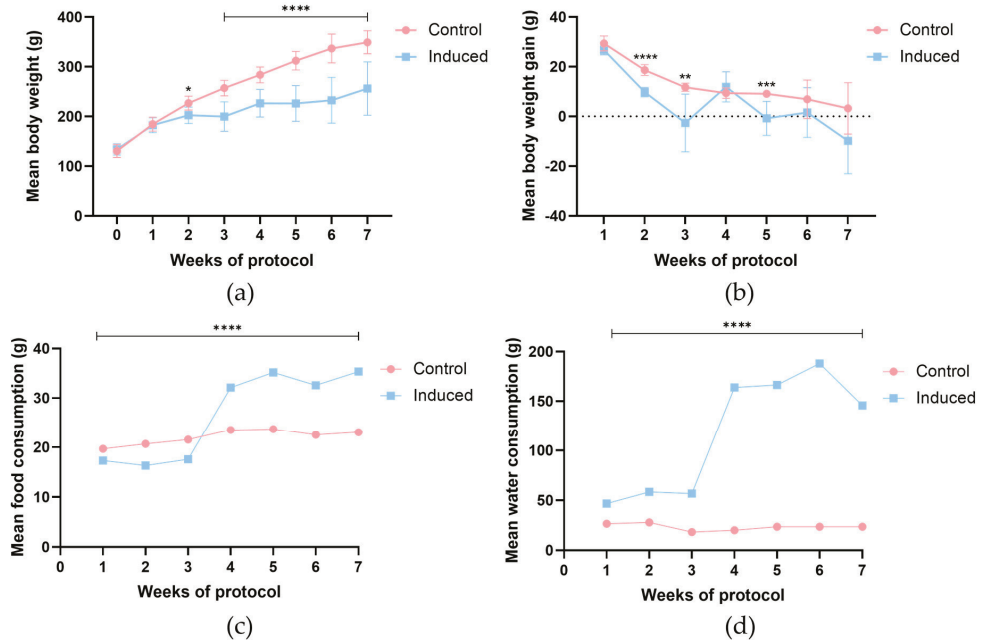 ****
*
Mean body weight (g)
400
300
200
100
0
0 1 2 3 4 5 6 7
Weeks of protocol
Control
Induced
(a)
****
**
***
Mean body weight gain (g)
40
20
0
-20
-40
1 2 3 4 5 6 7
Weeks of protocol
Control
Induced
(b)
****
Mean food consumption (g)
40
30
20
10
0
0 1 2 3 4 5 6 7
Weeks of protocol
Control
Induced
(c)
****
Mean water consumption (g)
200
150
100
50
0
0 1 2 3 4 5 6 7
Weeks of protocol
Control
Induced
(d)